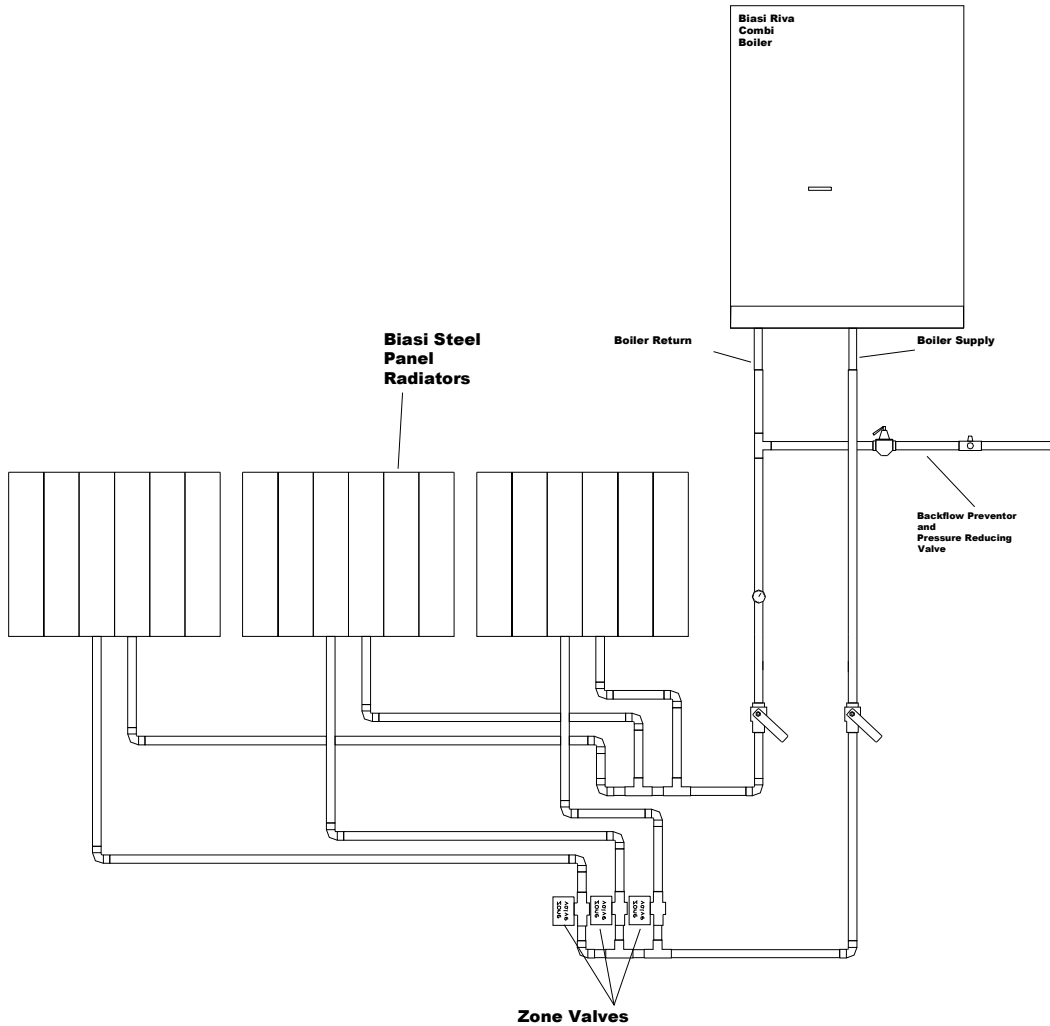 Biasi Riva
Combi
Boiler
Biasi Steel
Panel
Radiators
Boiler Return
Boiler Supply
Backflow Preventor
and
Pressure Reducing
Valve
Zone Valves